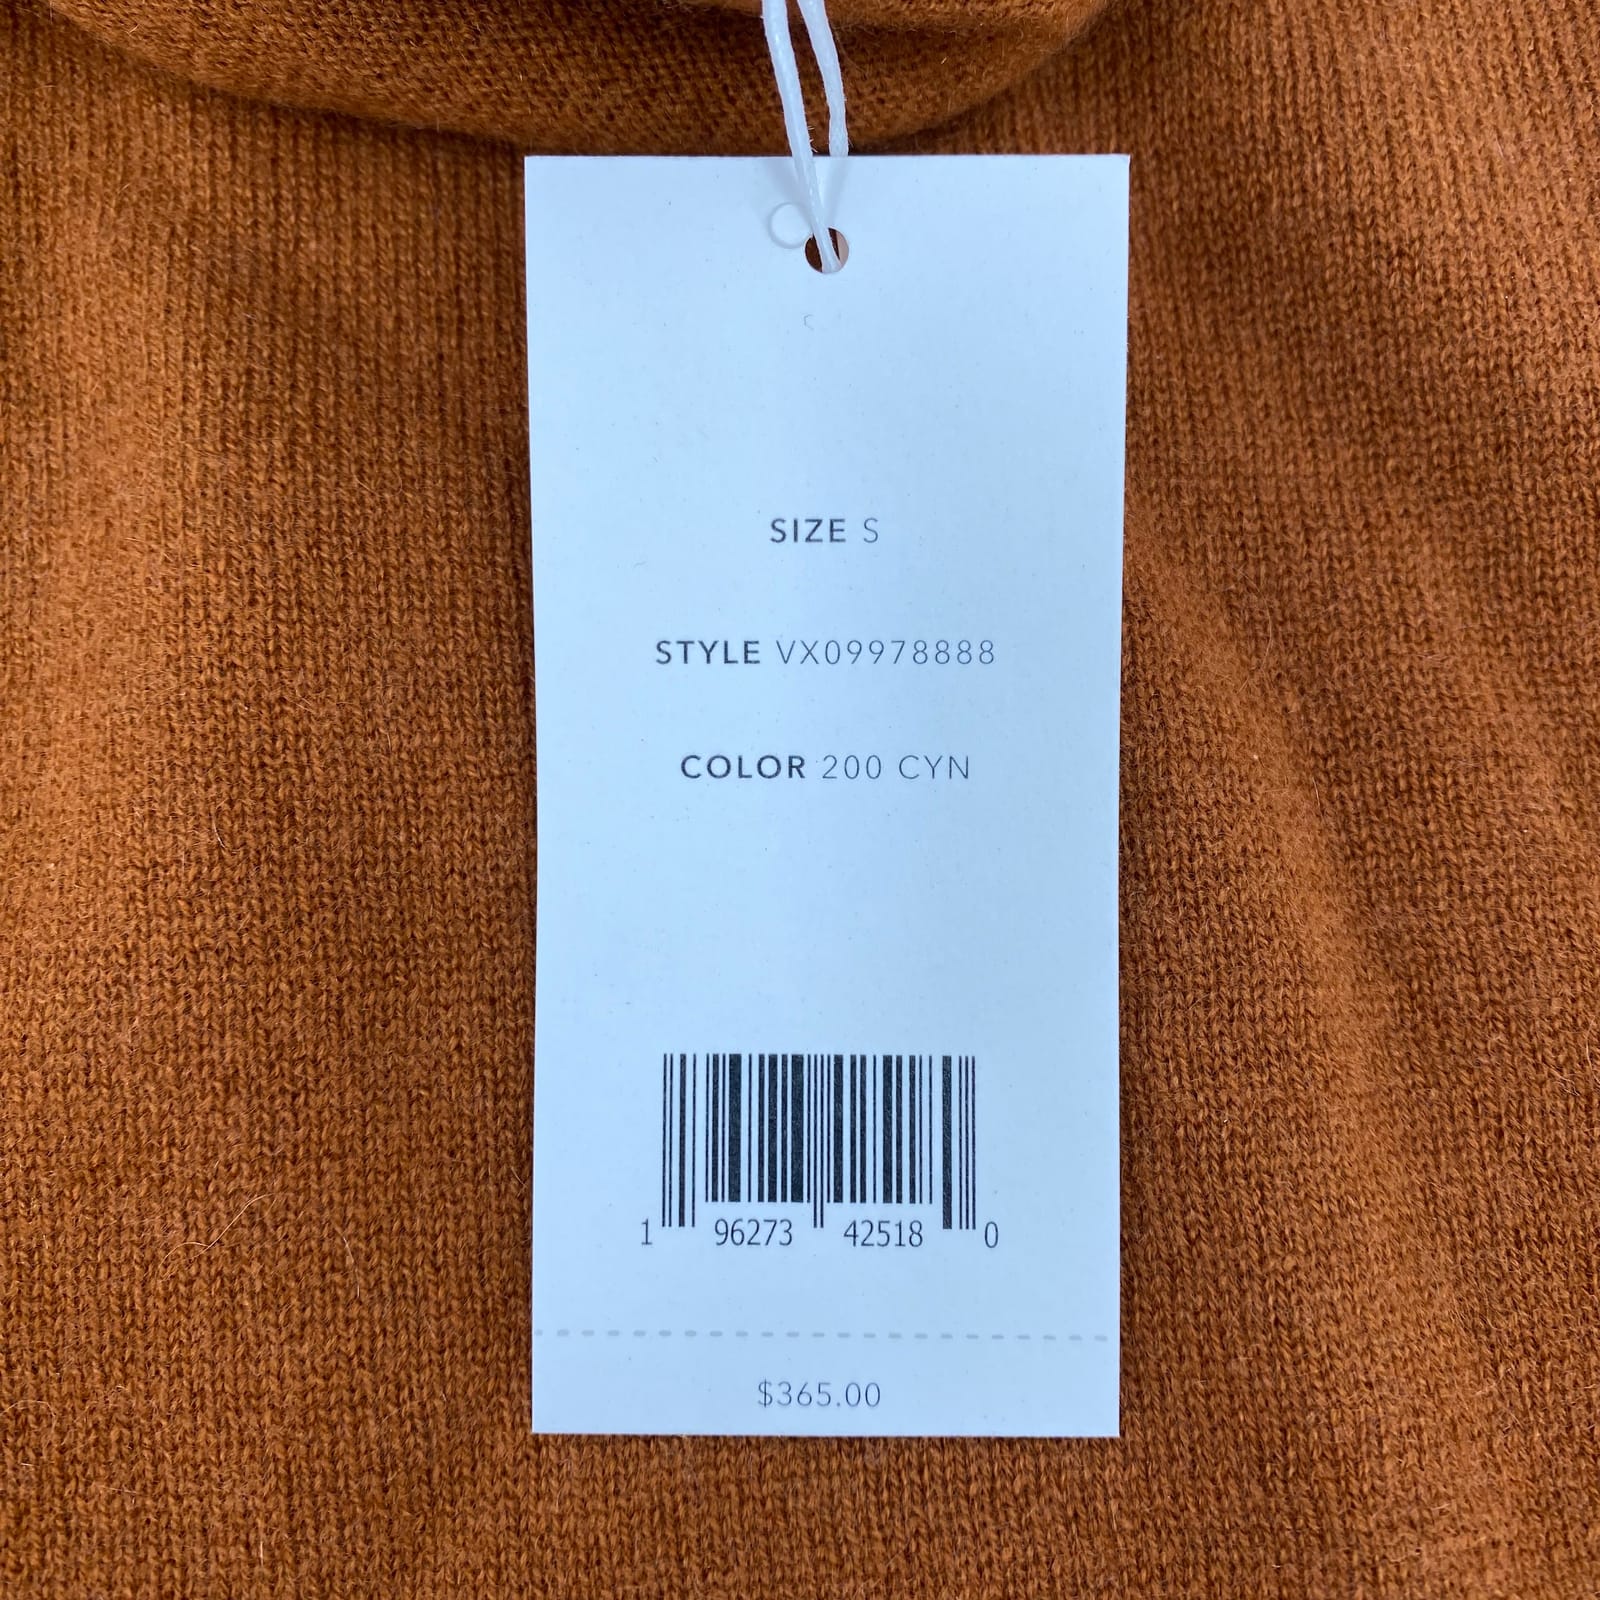 SIZE S
STYLE VX09978888
COLOR 200 CYN
1 96273 42518 0
$365.00